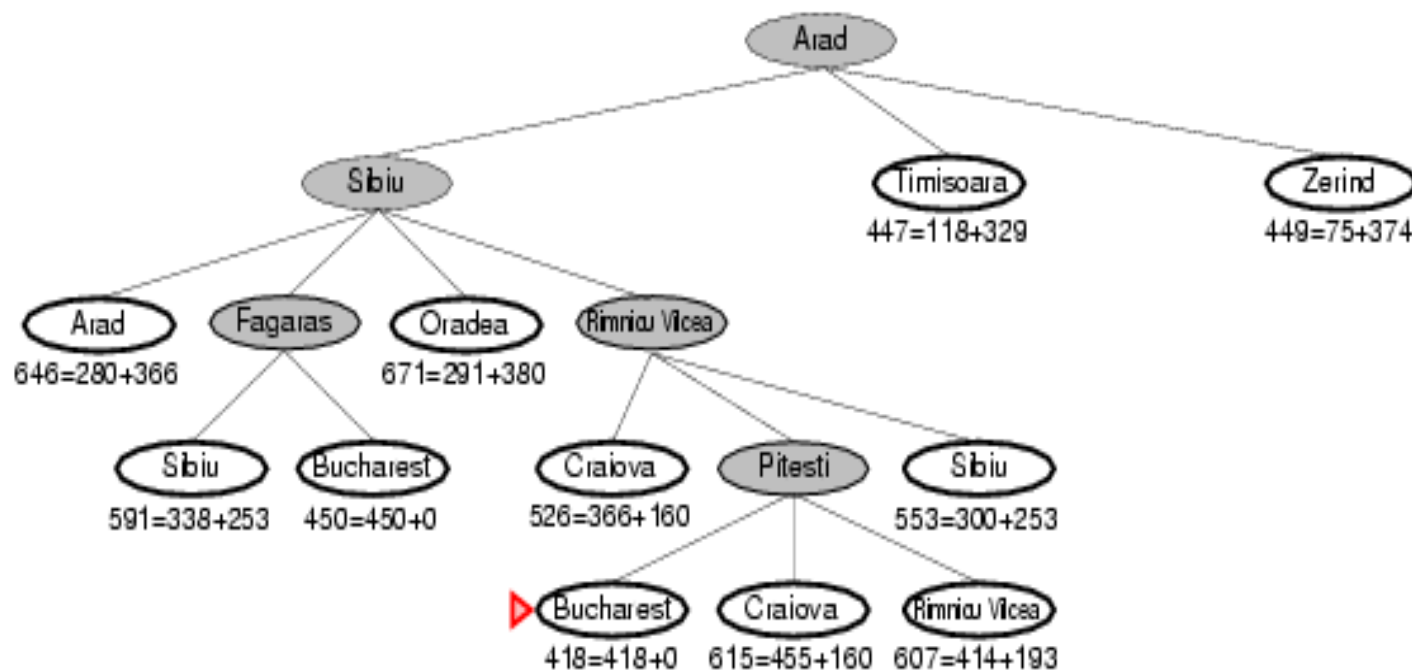 Arad
Sibiu Timisoara Zerind
447=118+329 449=75+374
Arad Fagaras Oradea Rimnicu Vilcea
646=280+366 671=291+380
Sibiu Bucharest Craiova Pitesti Sibiu
591=338+253 450=450+0 526=366+160 553=300+253
Bucharest Craiova Rimnicu Vilcea
418=418+0 615=455+160 607=414+193